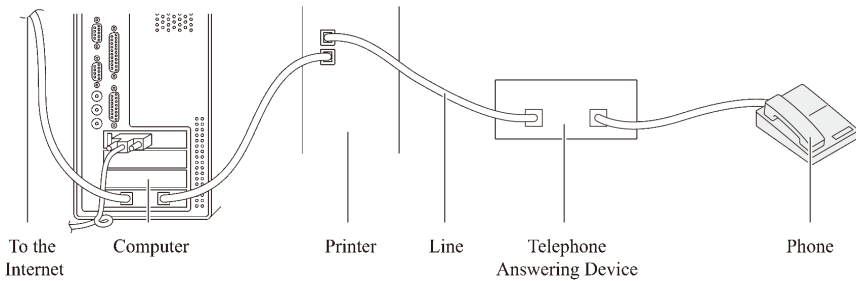 To the
Internet
Computer
Printer
Line
Telephone
Answering Device
Phone